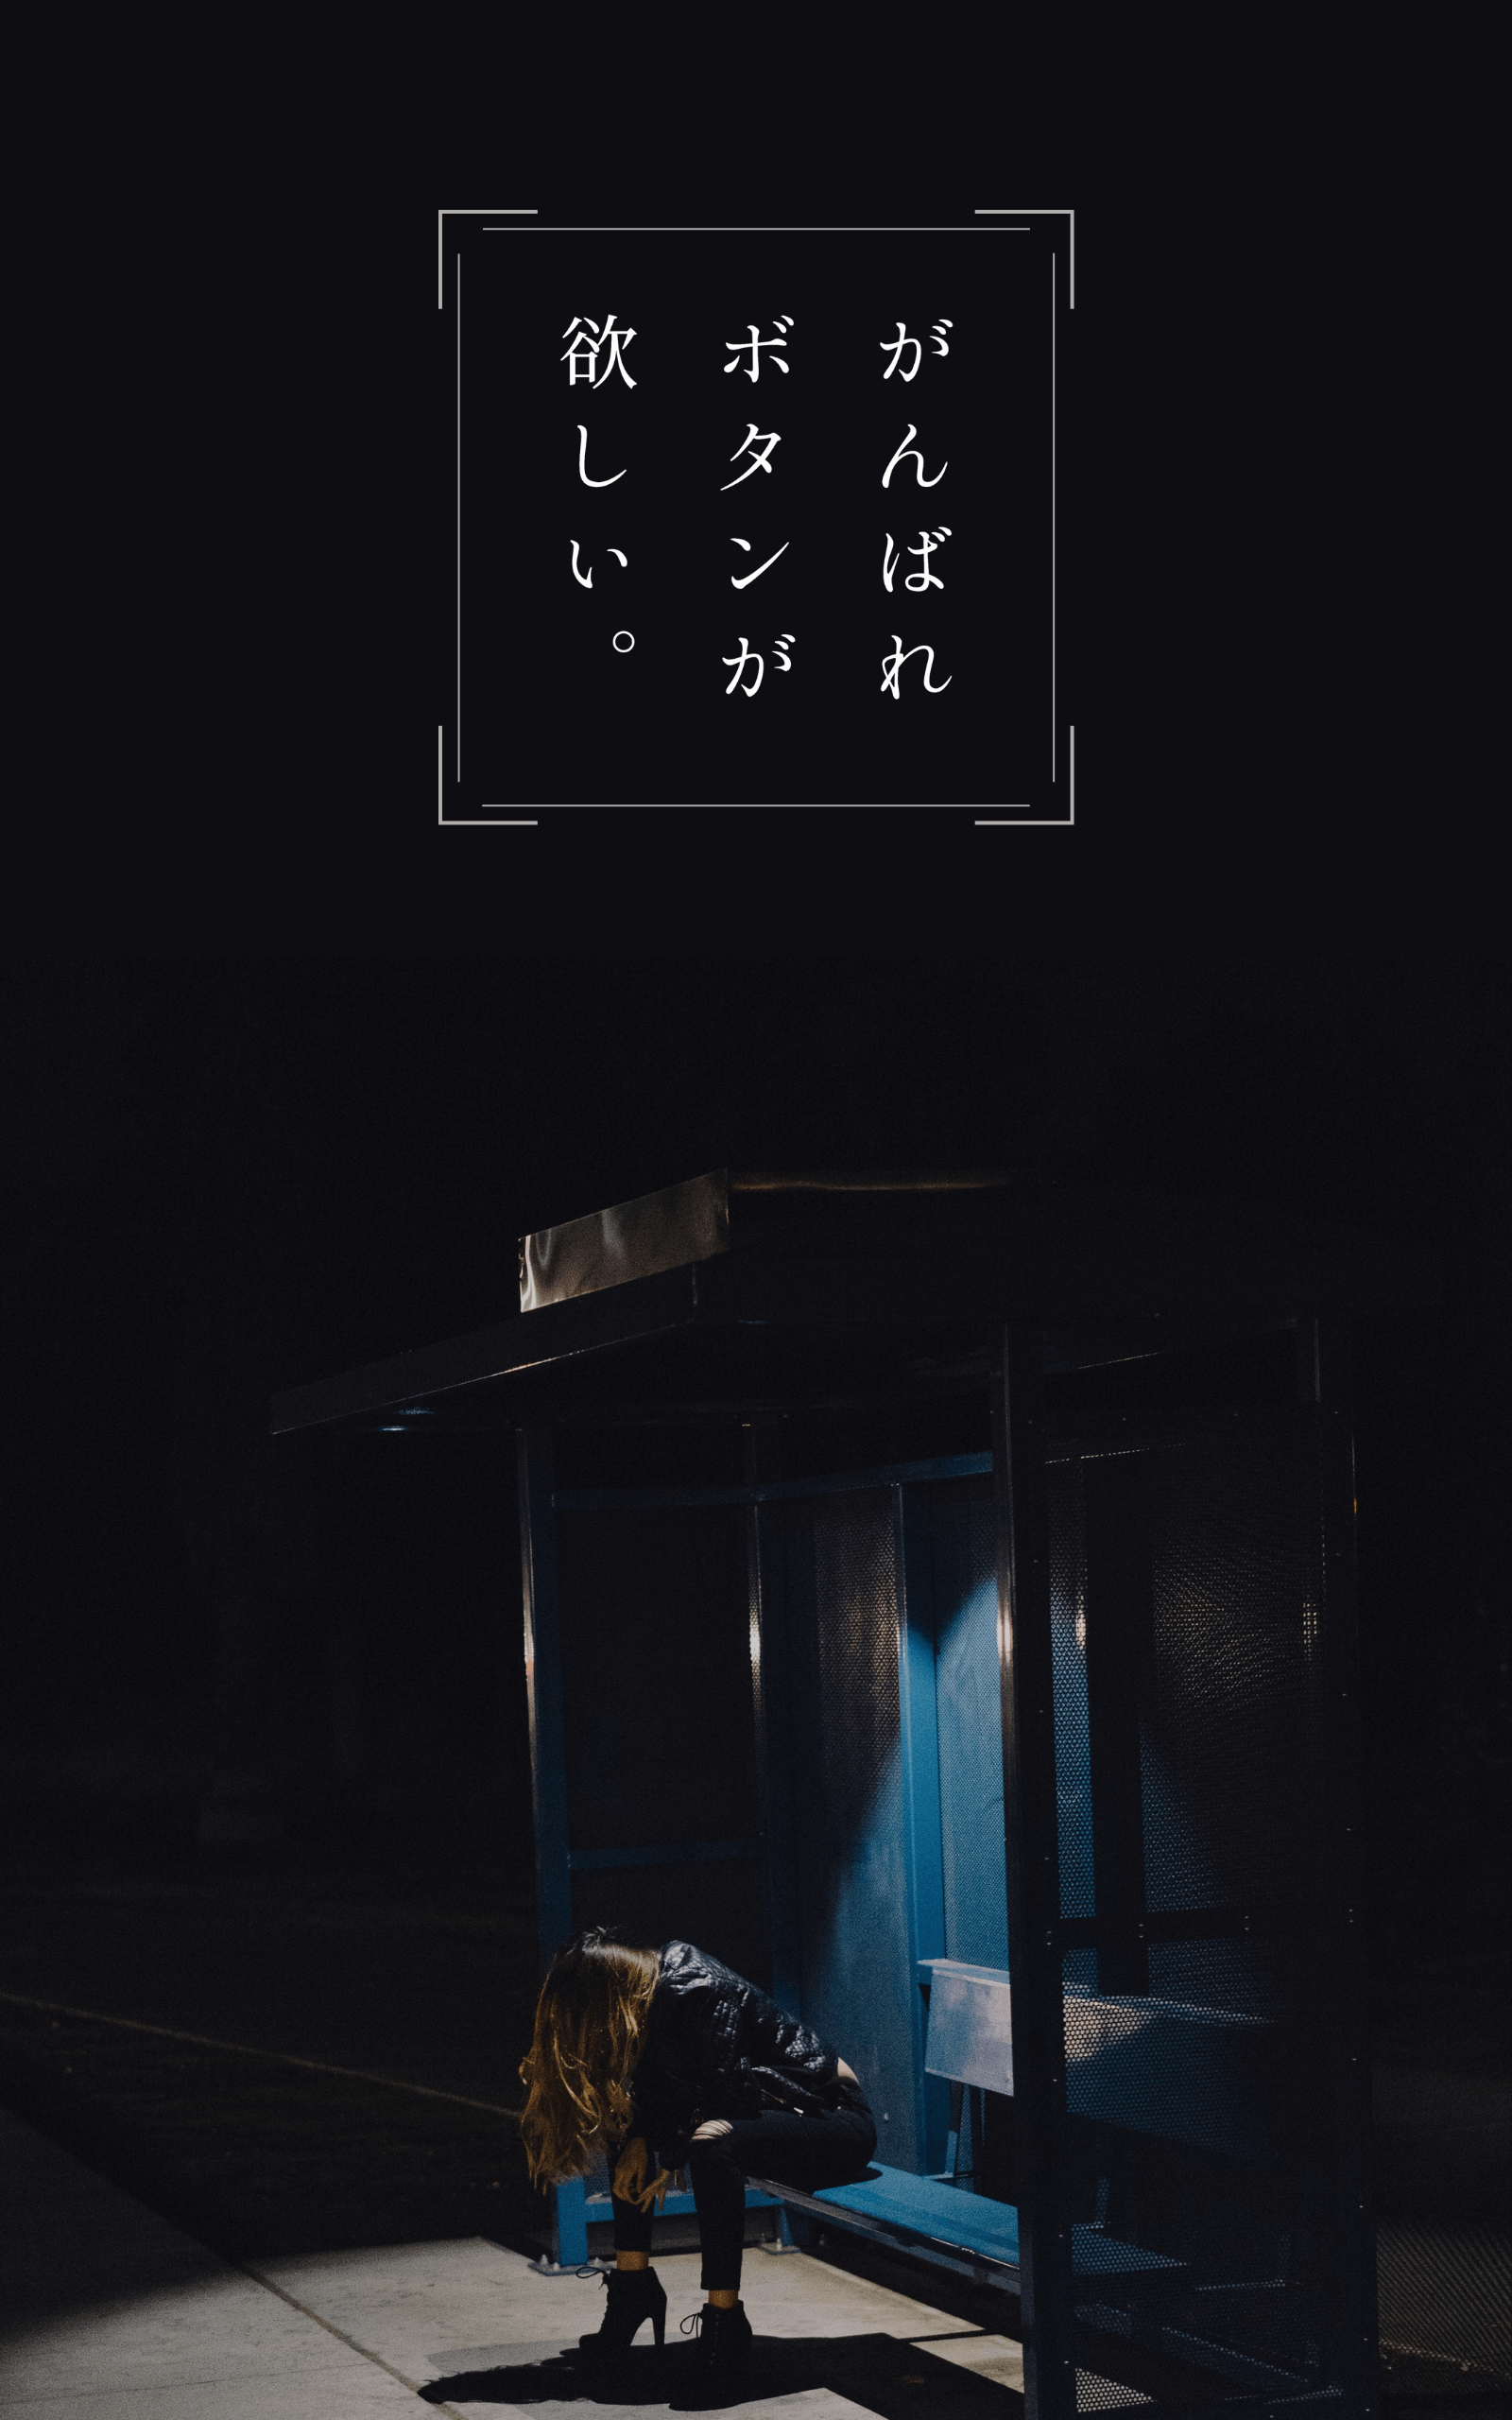 がんばれ
ボタンが
欲しい。